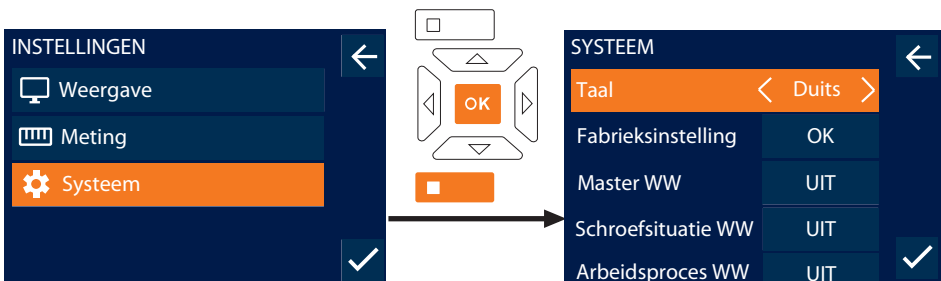 INSTELLINGEN
Weergave
Meting
Systeem
OK
SYSTEEM
Taal Duits
Fabrieksinstelling OK
Master WW UIT
Schroefsituatie WW UIT
Arbeidsproces WW UIT